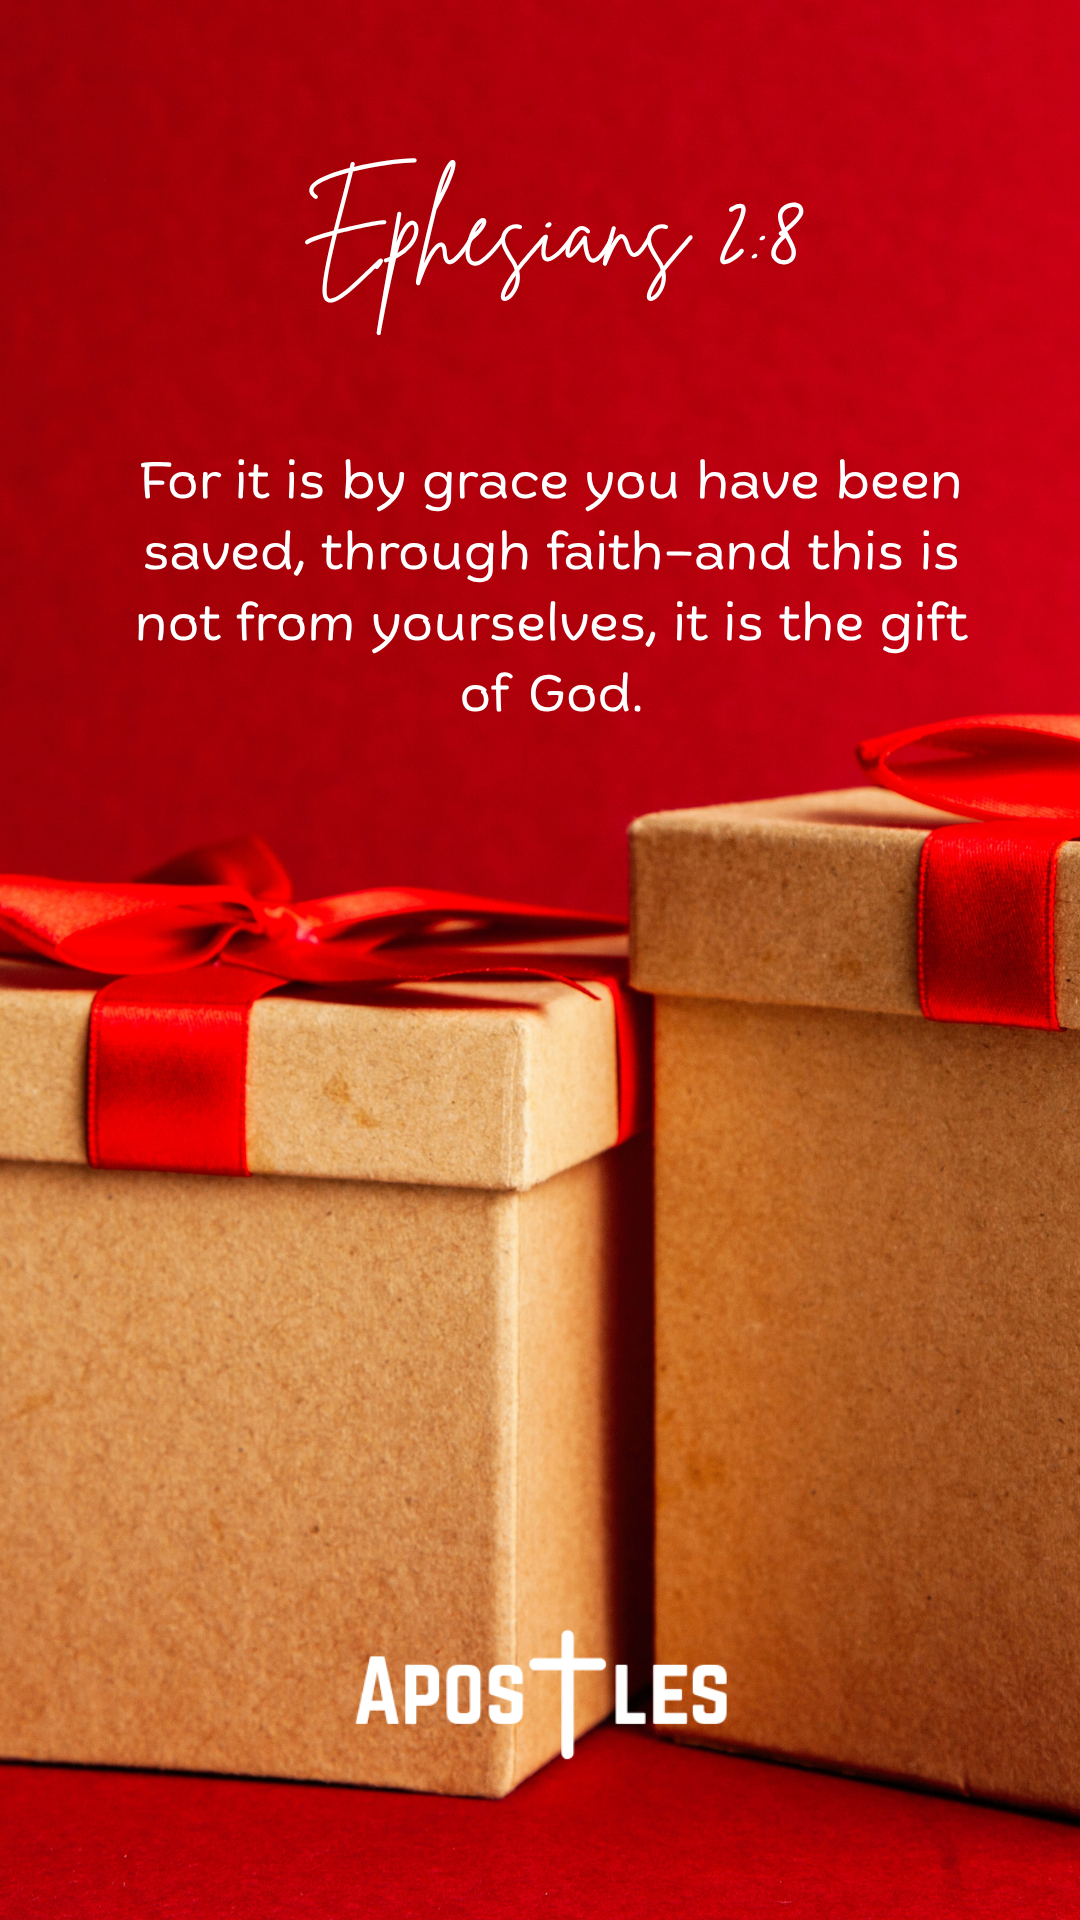 Ephesians 2:8
For it is by grace you have been
saved, through faith–and this is
not from yourselves, it is the gift
of God.
APOSTLES